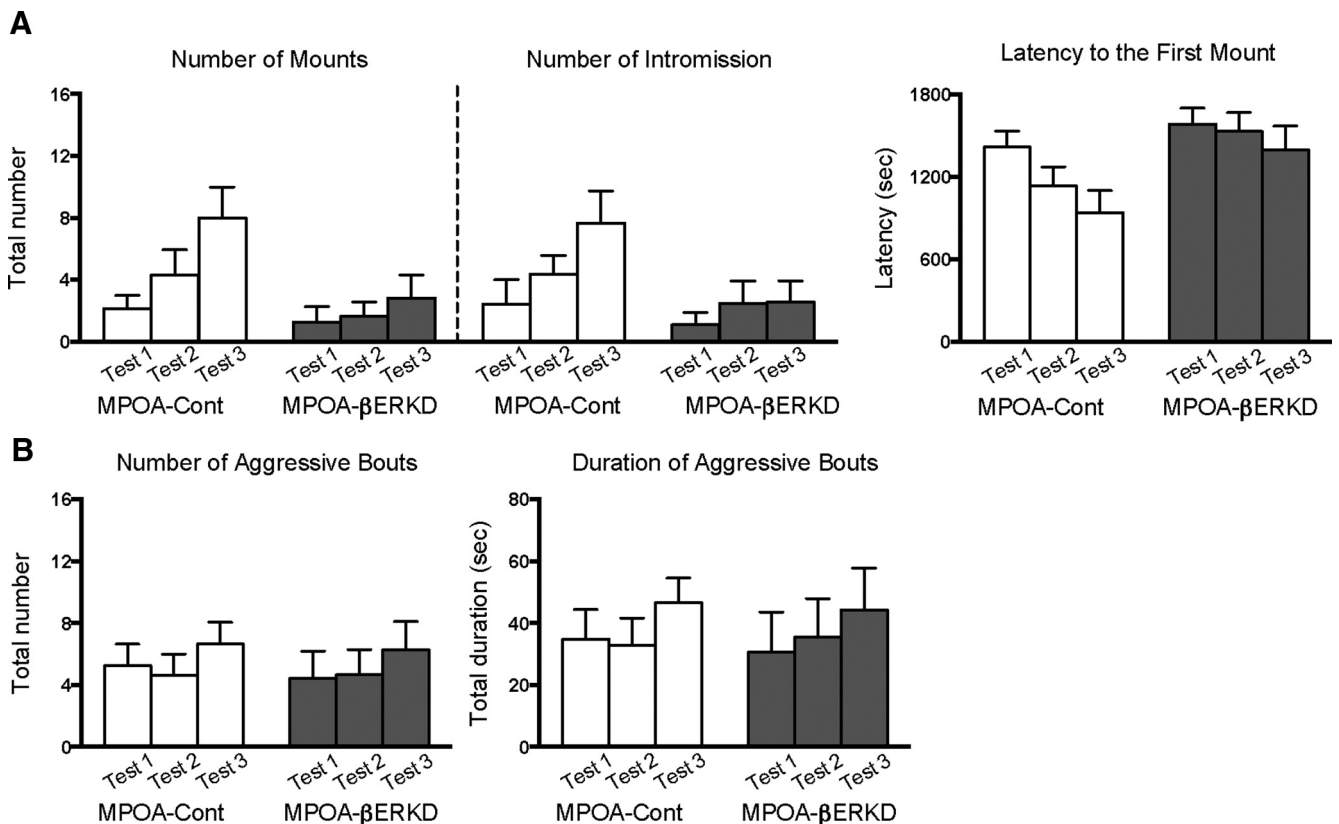 A
Number of Mounts
Total number
16
12
8
4
0
Test 1 Test 2 Test 3 Test 1 Test 2 Test 3
MPOA-Cont MPOA-βERKD
Number of Intromission
Test 1 Test 2 Test 3 Test 1 Test 2 Test 3
MPOA-Cont MPOA-βERKD
Latency to the First Mount
Latency (sec)
1800
1200
600
0
Test 1 Test 2 Test 3 Test 1 Test 2 Test 3
MPOA-Cont MPOA-βERKD
B
Number of Aggressive Bouts
Total number
16
12
8
4
0
Test 1 Test 2 Test 3 Test 1 Test 2 Test 3
MPOA-Cont MPOA-βERKD
Duration of Aggressive Bouts
Total duration (sec)
80
60
40
20
0
Test 1 Test 2 Test 3 Test 1 Test 2 Test 3
MPOA-Cont MPOA-βERKD